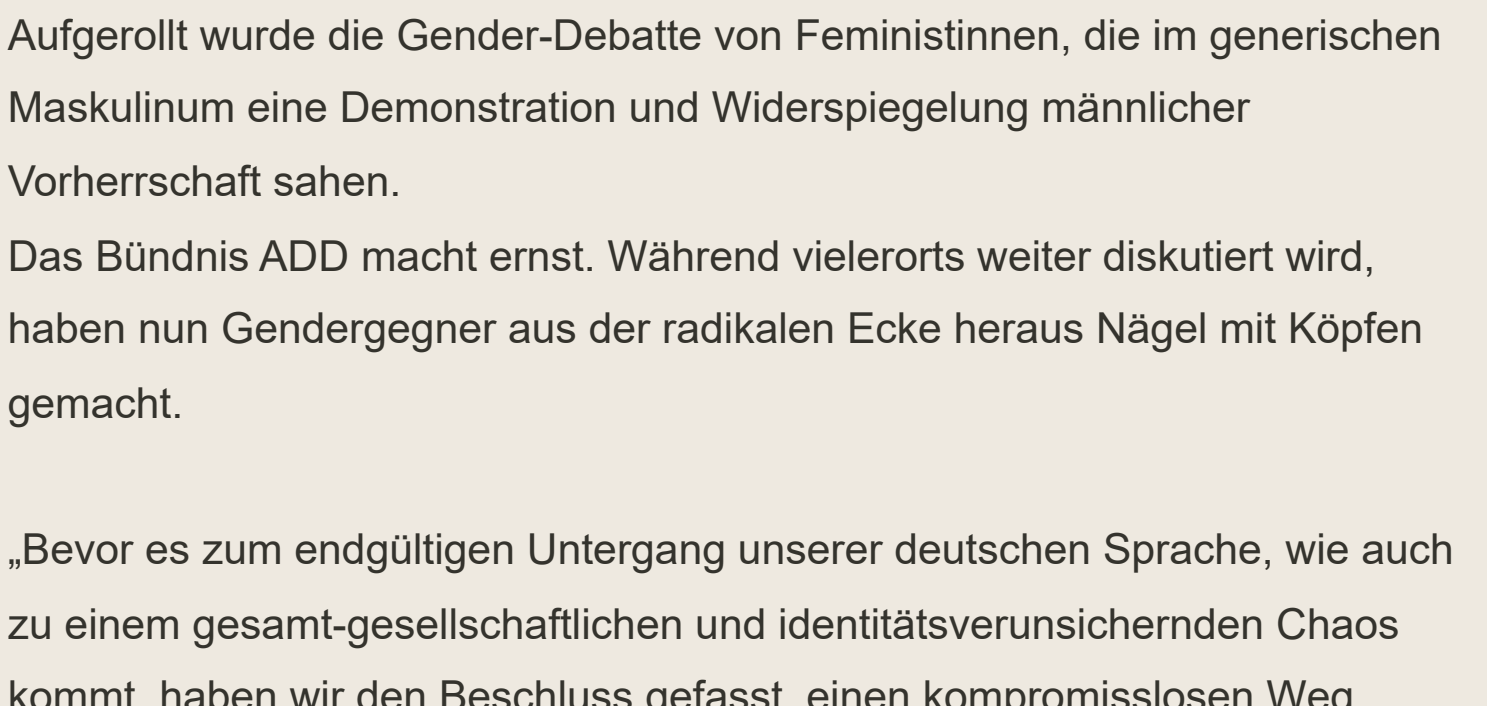 Aufgerollt wurde die Gender-Debatte von Feministinnen, die im generischen
Maskulinum eine Demonstration und Widerspiegelung männlicher
Vorherrschaft sahen.
Das Bündnis ADD macht ernst. Während vielerorts weiter diskutiert wird,
haben nun Gendergegner aus der radikalen Ecke heraus Nägel mit Köpfen
gemacht.
„Bevor es zum endgültigen Untergang unserer deutschen Sprache, wie auch
zu einem gesamt-gesellschaftlichen und identitätsverunsichernden Chaos
kommt, haben wir den Beschluss gefasst, einen kompromisslosen Weg